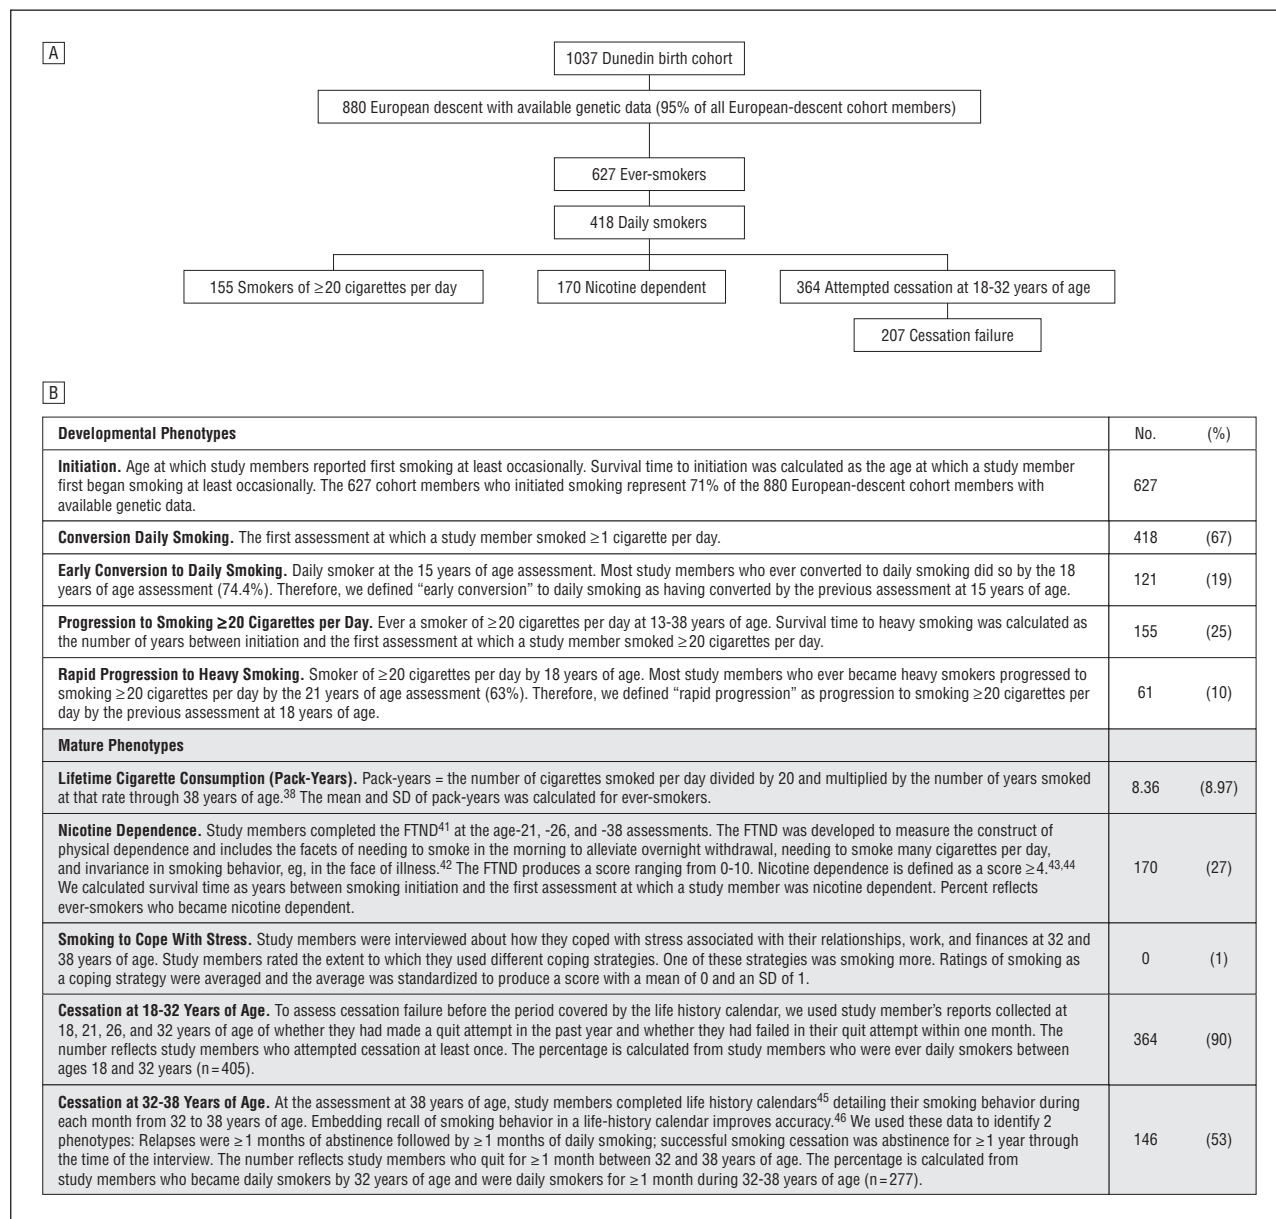 A
1037 Dunedin birth cohort
880 European descent with available genetic data (95% of all European-descent cohort members)
627 Ever-smokers
418 Daily smokers
155 Smokers of ≥20 cigarettes per day
170 Nicotine dependent
364 Attempted cessation at 18-32 years of age
207 Cessation failure
B
Developmental Phenotypes No. (%)
Initiation. Age at which study members reported first smoking at least occasionally. Survival time to initiation was calculated as the age at which a study member
first began smoking at least occasionally. The 627 cohort members who initiated smoking represent 71% of the 880 European-descent cohort members with
available genetic data.
627
Conversion Daily Smoking. The first assessment at which a study member smoked ≥1 cigarette per day. 418 (67)
Early Conversion to Daily Smoking. Daily smoker at the 15 years of age assessment. Most study members who ever converted to daily smoking did so by the 18
years of age assessment (74.4%). Therefore, we defined “early conversion” to daily smoking as having converted by the previous assessment at 15 years of age.
121 (19)
Progression to Smoking ≥20 Cigarettes per Day. Ever a smoker of ≥20 cigarettes per day at 13-38 years of age. Survival time to heavy smoking was calculated as
the number of years between initiation and the first assessment at which a study member smoked ≥20 cigarettes per day.
155 (25)
Rapid Progression to Heavy Smoking. Smoker of ≥20 cigarettes per day by 18 years of age. Most study members who ever became heavy smokers progressed to
smoking ≥20 cigarettes per day by the 21 years of age assessment (63%). Therefore, we defined “rapid progression” as progression to smoking ≥20 cigarettes per
day by the previous assessment at 18 years of age.
61 (10)
Mature Phenotypes
Lifetime Cigarette Consumption (Pack-Years). Pack-years = the number of cigarettes smoked per day divided by 20 and multiplied by the number of years smoked
at that rate through 38 years of age.38 The mean and SD of pack-years was calculated for ever-smokers.
8.36 (8.97)
Nicotine Dependence. Study members completed the FTND41 at the age-21, -26, and -38 assessments. The FTND was developed to measure the construct of
physical dependence and includes the facets of needing to smoke in the morning to alleviate overnight withdrawal, needing to smoke many cigarettes per day,
and invariance in smoking behavior, eg, in the face of illness.42 The FTND produces a score ranging from 0-10. Nicotine dependence is defined as a score ≥4.43,44
We calculated survival time as years between smoking initiation and the first assessment at which a study member was nicotine dependent. Percent reflects
ever-smokers who became nicotine dependent.
170 (27)
Smoking to Cope With Stress. Study members were interviewed about how they coped with stress associated with their relationships, work, and finances at 32 and
38 years of age. Study members rated the extent to which they used different coping strategies. One of these strategies was smoking more. Ratings of smoking as
a coping strategy were averaged and the average was standardized to produce a score with a mean of 0 and an SD of 1.
0 (1)
Cessation at 18-32 Years of Age. To assess cessation failure before the period covered by the life history calendar, we used study member’s reports collected at
18, 21, 26, and 32 years of age of whether they had made a quit attempt in the past year and whether they had failed in their quit attempt within one month. The
number reflects study members who attempted cessation at least once. The percentage is calculated from study members who were ever daily smokers between
ages 18 and 32 years (n=405).
364 (90)
Cessation at 32-38 Years of Age. At the assessment at 38 years of age, study members completed life history calendars45 detailing their smoking behavior during
each month from 32 to 38 years of age. Embedding recall of smoking behavior in a life-history calendar improves accuracy.46 We used these data to identify 2
phenotypes: Relapses were ≥1 months of abstinence followed by ≥1 months of daily smoking; successful smoking cessation was abstinence for ≥1 year through
the time of the interview. The number reflects study members who quit for ≥1 month between 32 and 38 years of age. The percentage is calculated from
study members who became daily smokers by 32 years of age and were daily smokers for ≥1 month during 32-38 years of age (n=277).
146 (53)